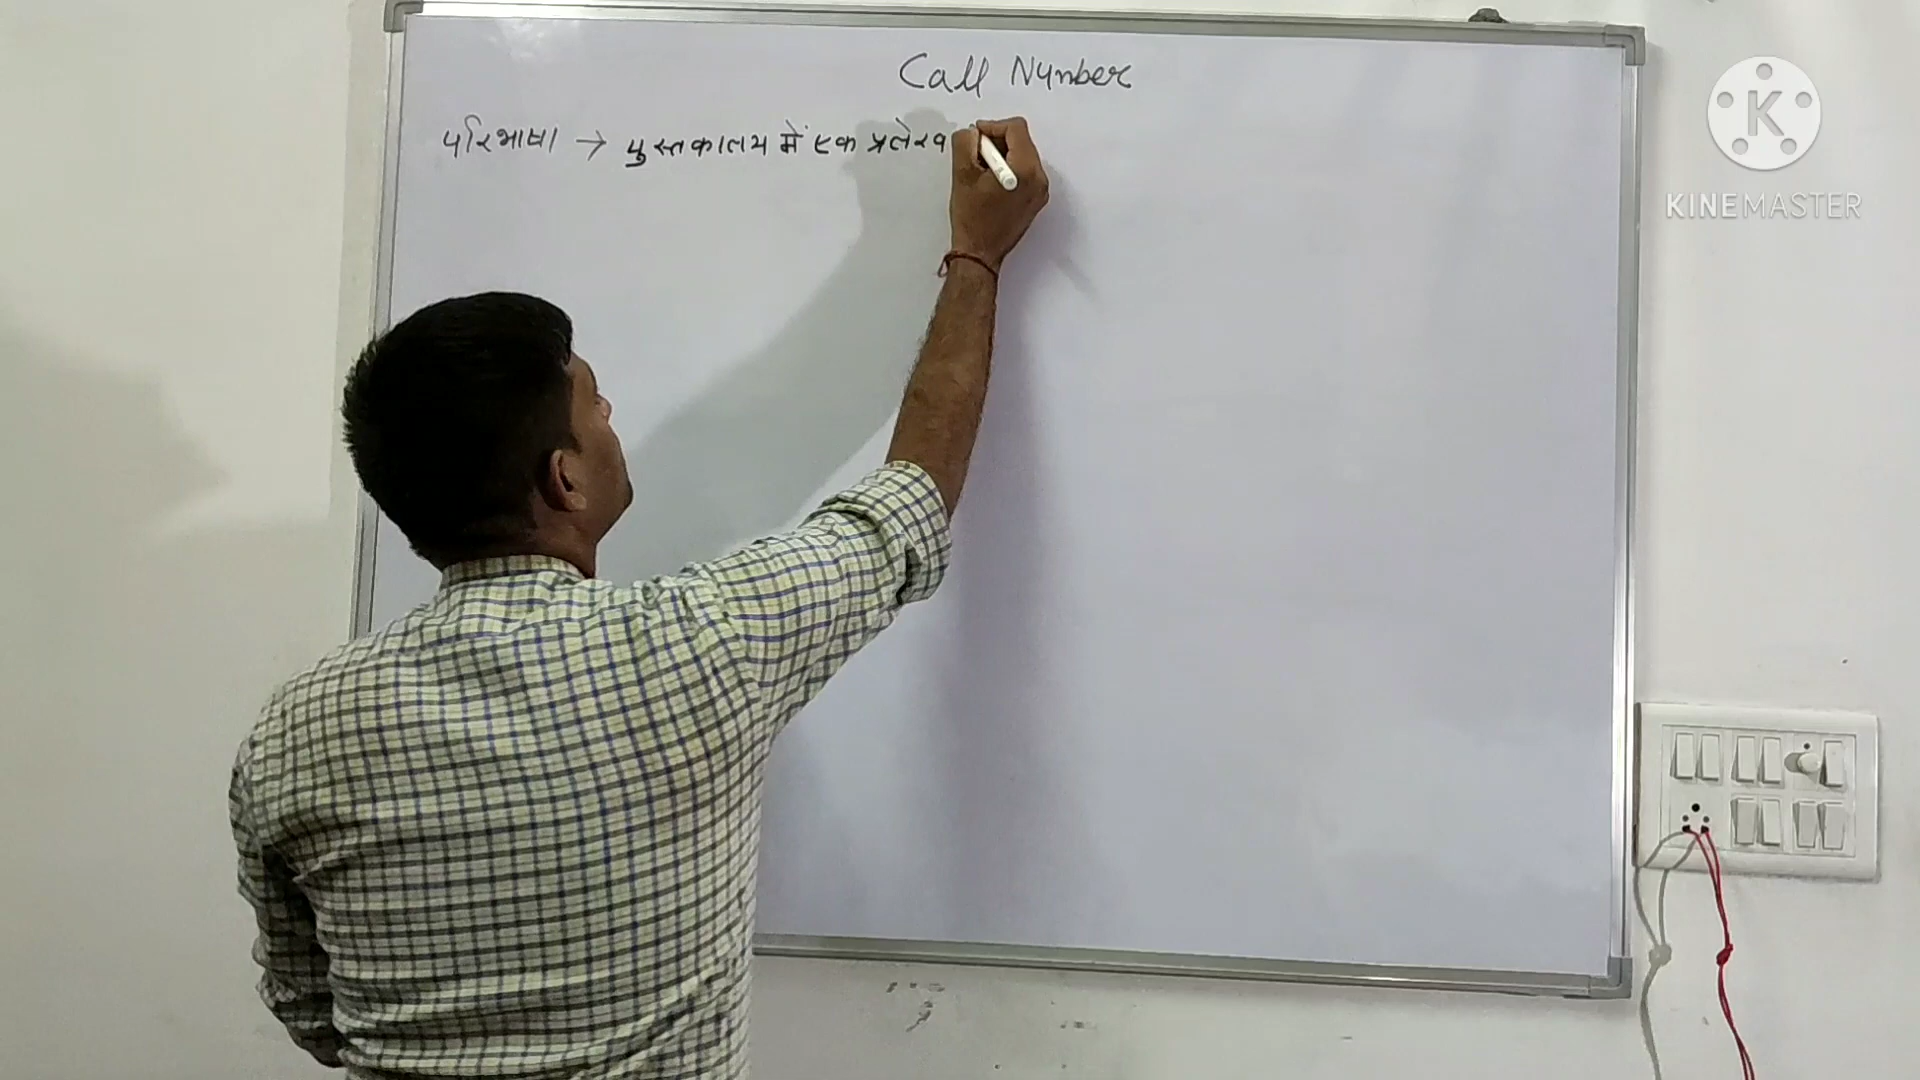 Call Number
परिभाषा → पुस्तकालय में एक प्रलेख
K
KINEMASTER